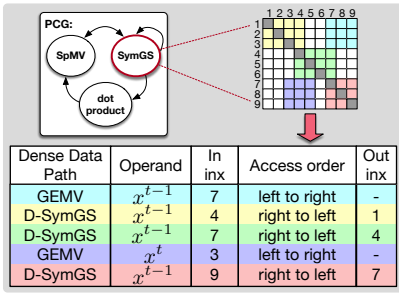 PCG:
SpMV
SymGS
dot
product
1 2 3 4 5 6 7 8 9
1
2
3
4
5
6
7
8
9
Dense Data Path Operand In inx Access order Out inx
GEMV x^{t-1} 7 left to right -
D-SymGS x^{t-1} 4 right to left 1
D-SymGS x^{t-1} 7 right to left 4
GEMV x^t 3 left to right -
D-SymGS x^{t-1} 9 right to left 7